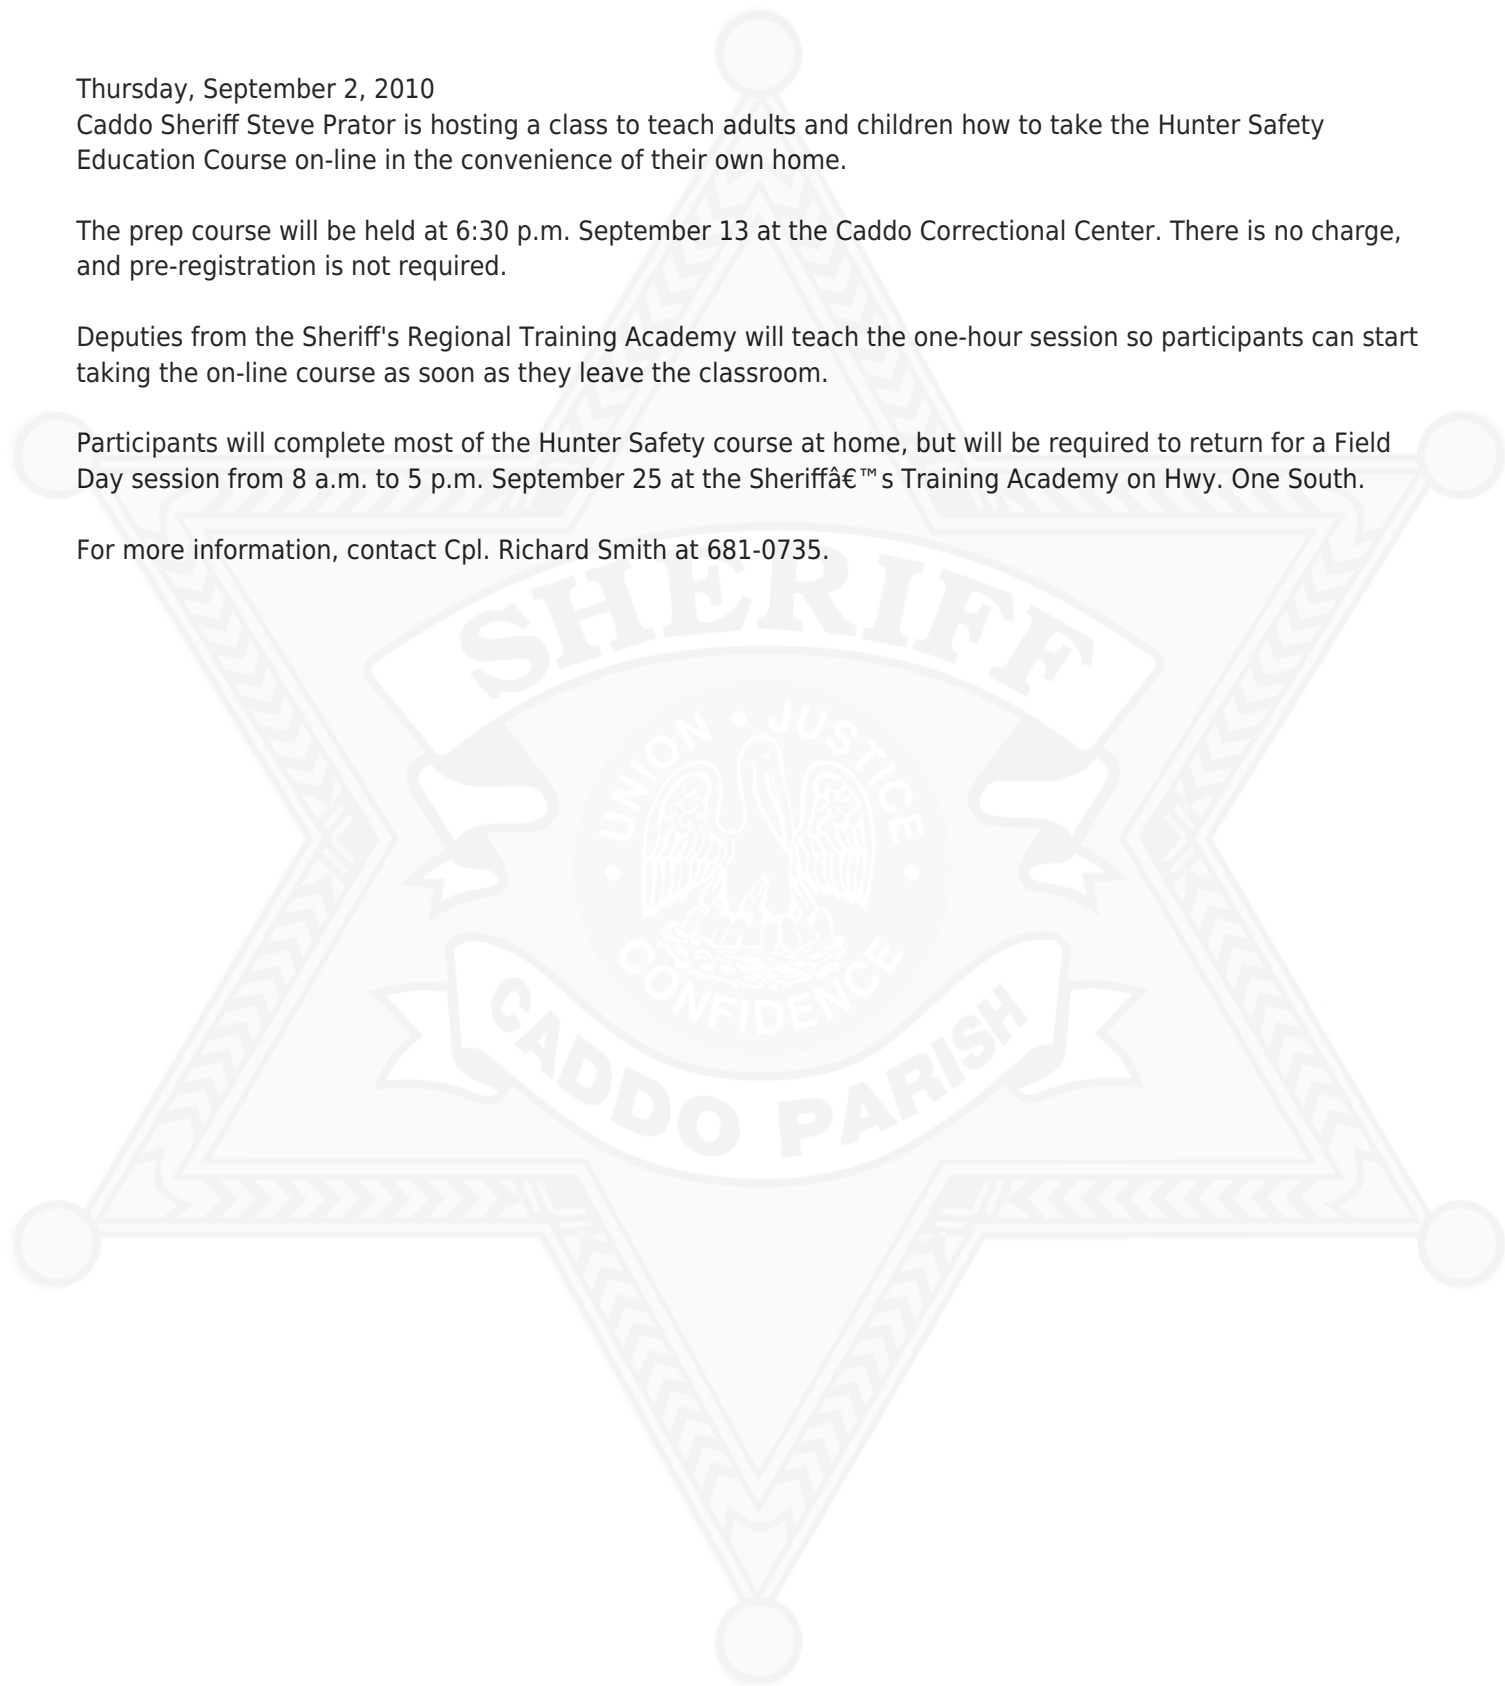 Thursday, September 2, 2010
Caddo Sheriff Steve Prator is hosting a class to teach adults and children how to take the Hunter Safety
Education Course on-line in the convenience of their own home.
The prep course will be held at 6:30 p.m. September 13 at the Caddo Correctional Center. There is no charge,
and pre-registration is not required.
Deputies from the Sheriff's Regional Training Academy will teach the one-hour session so participants can start
taking the on-line course as soon as they leave the classroom.
Participants will complete most of the Hunter Safety course at home, but will be required to return for a Field
Day session from 8 a.m. to 5 p.m. September 25 at the Sheriffâ€™s Training Academy on Hwy. One South.
For more information, contact Cpl. Richard Smith at 681-0735.
SHERIFF
UNION • JUSTICE
• CONFIDENCE •
CADDO PARISH